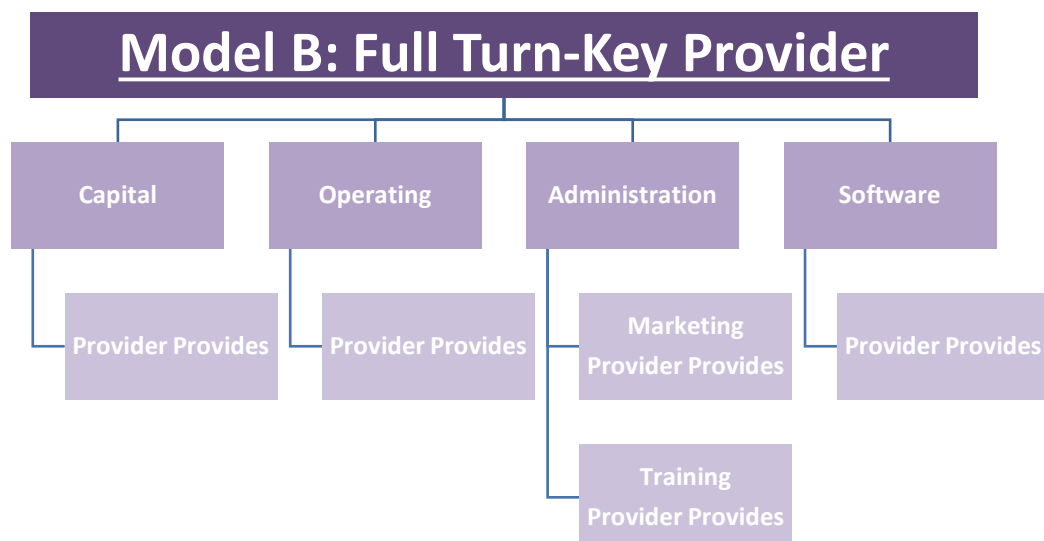 Model B: Full Turn-Key Provider
Capital
Operating
Administration
Software
Provider Provides
Provider Provides
Marketing
Provider Provides
Provider Provides
Training
Provider Provides